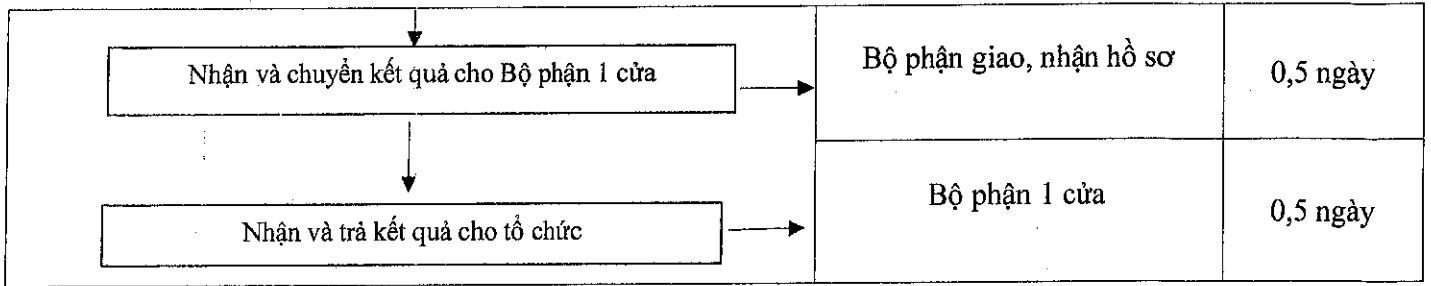 Nhận và chuyển kết quả cho Bộ phận 1 cửa
Bộ phận giao, nhận hồ sơ
0,5 ngày
Nhận và trả kết quả cho tổ chức
Bộ phận 1 cửa
0,5 ngày